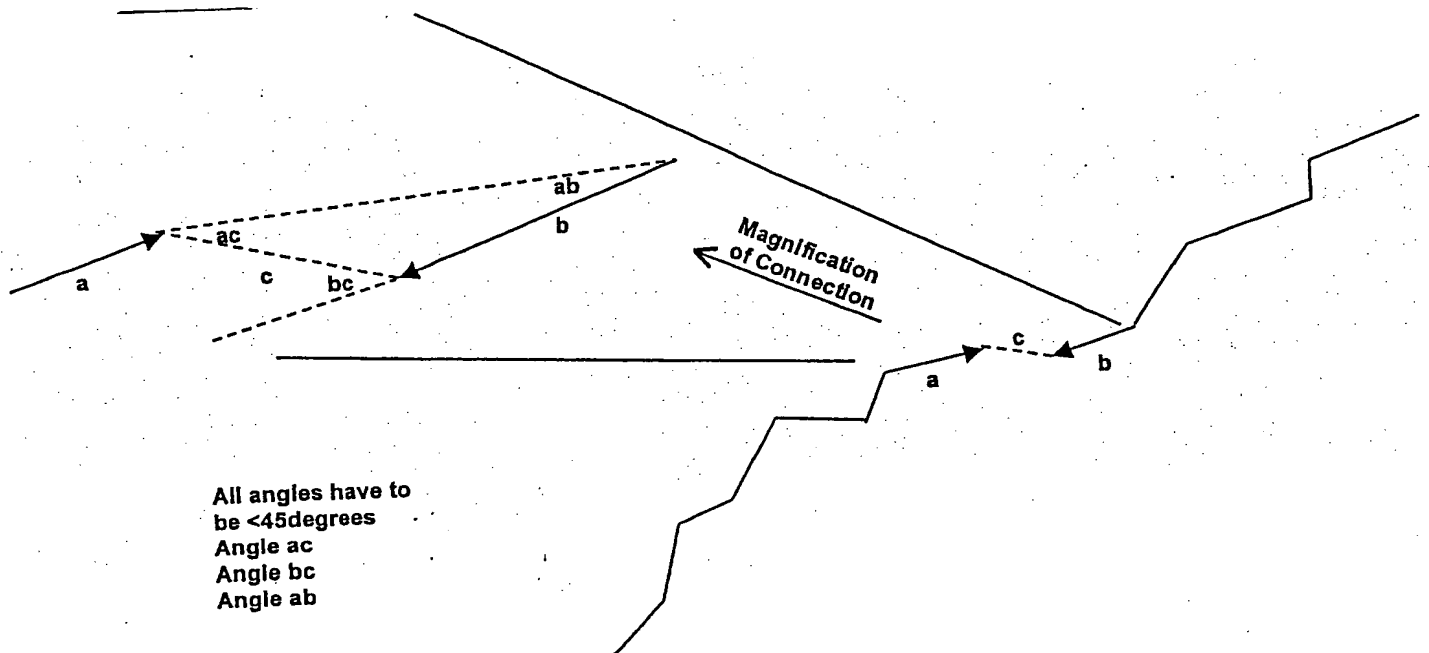 ab
b
ac
a
c
bc
Magnification
of Connection
c
a
b
All angles have to
be <45degrees
Angle ac
Angle bc
Angle ab